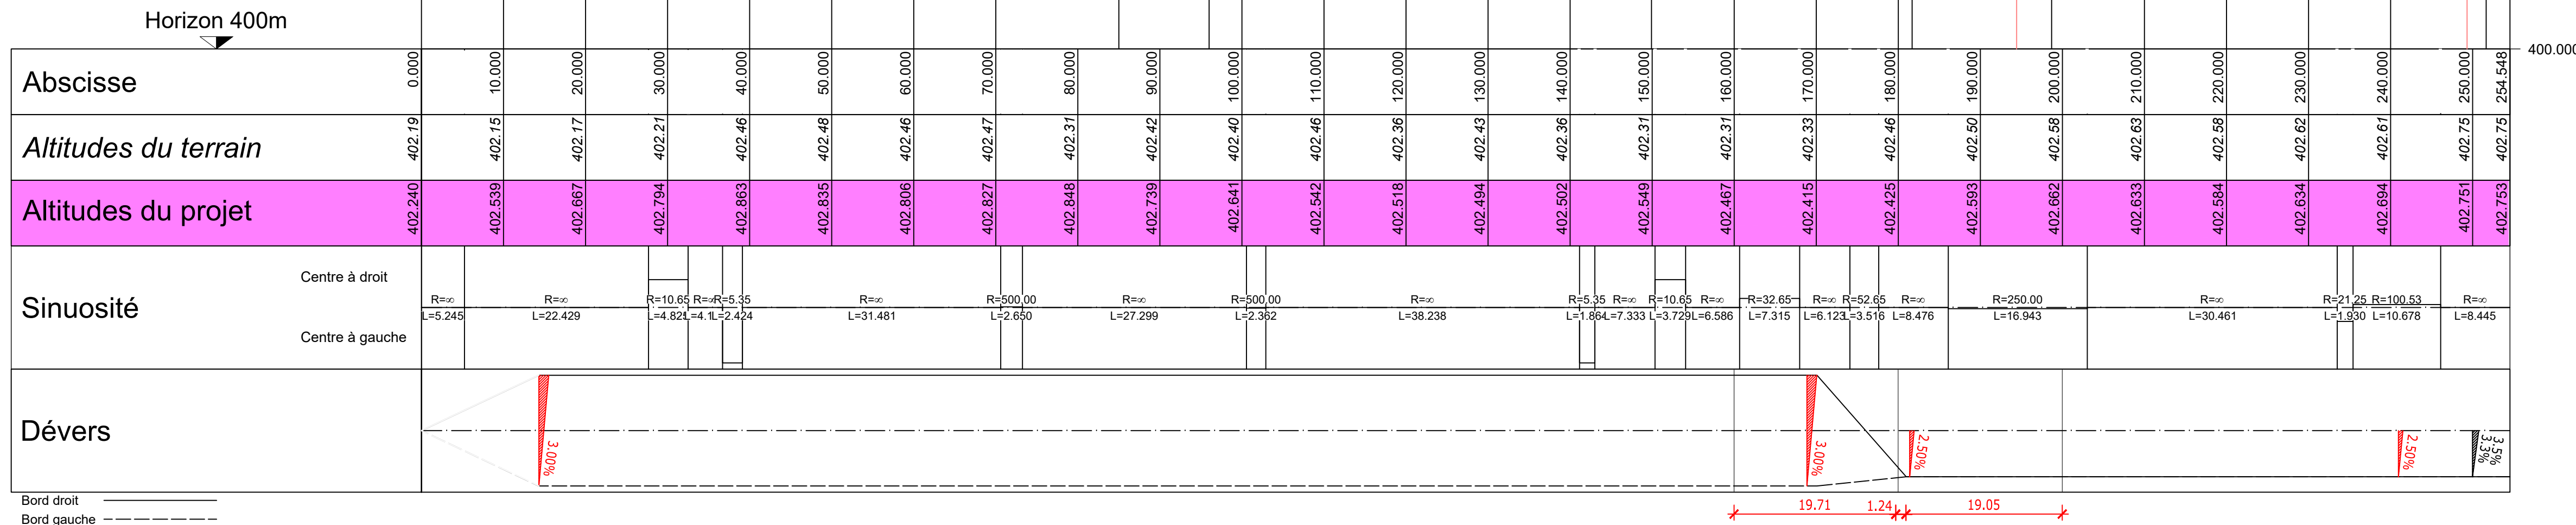 Horizon 400m
400.000
Abscisse 0.000 10.000 20.000 30.000 40.000 50.000 60.000 70.000 80.000 90.000 100.000 110.000 120.000 130.000 140.000 150.000 160.000 170.000 180.000 190.000 200.000 210.000 220.000 230.000 240.000 250.000 254.548
Altitudes du terrain 402.19 402.15 402.17 402.21 402.46 402.48 402.46 402.47 402.31 402.42 402.40 402.46 402.36 402.43 402.36 402.31 402.31 402.33 402.46 402.50 402.58 402.63 402.58 402.62 402.61 402.75 402.75
Altitudes du projet 402.240 402.539 402.667 402.794 402.863 402.835 402.806 402.827 402.848 402.739 402.641 402.542 402.518 402.494 402.502 402.549 402.467 402.415 402.425 402.593 402.662 402.633 402.584 402.634 402.694 402.751 402.753
Centre à droit
R=∞ R=∞ R=10.65 R=∞ R=5.35 R=∞ R=500.00 R=∞ R=500.00 R=∞ R=5.35 R=∞ R=10.65 R=∞ R=32.65 R=∞ R=52.65 R=∞ R=250.00 R=∞ R=21.25 R=100.53 R=∞
Sinuosité
L=5.245 L=22.429 L=4.825 L=4.1 L=2.424 L=31.481 L=2.650 L=27.299 L=2.362 L=38.238 L=1.864 L=7.333 L=3.729 L=6.586 L=7.315 L=6.123 L=3.516 L=8.476 L=16.943 L=30.461 L=1.930 L=10.678 L=8.445
Centre à gauche
Dévers
3.00% 3.00% 2.50% 2.50% 3.3% 3.5%
Bord droit
19.71 1.24 19.05
Bord gauche